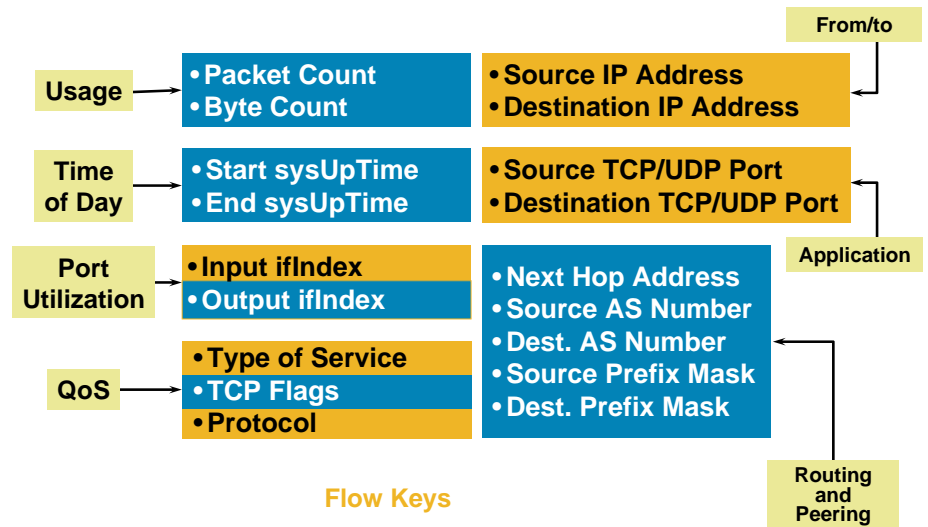 From/to
Usage
•Packet Count
•Byte Count
•Source IP Address
•Destination IP Address
Time
of Day
•Start sysUpTime
•End sysUpTime
•Source TCP/UDP Port
•Destination TCP/UDP Port
Application
Port
Utilization
•Input ifIndex
•Output ifIndex
•Next Hop Address
•Source AS Number
•Dest. AS Number
•Source Prefix Mask
•Dest. Prefix Mask
QoS
•Type of Service
•TCP Flags
•Protocol
Routing
and
Peering
Flow Keys